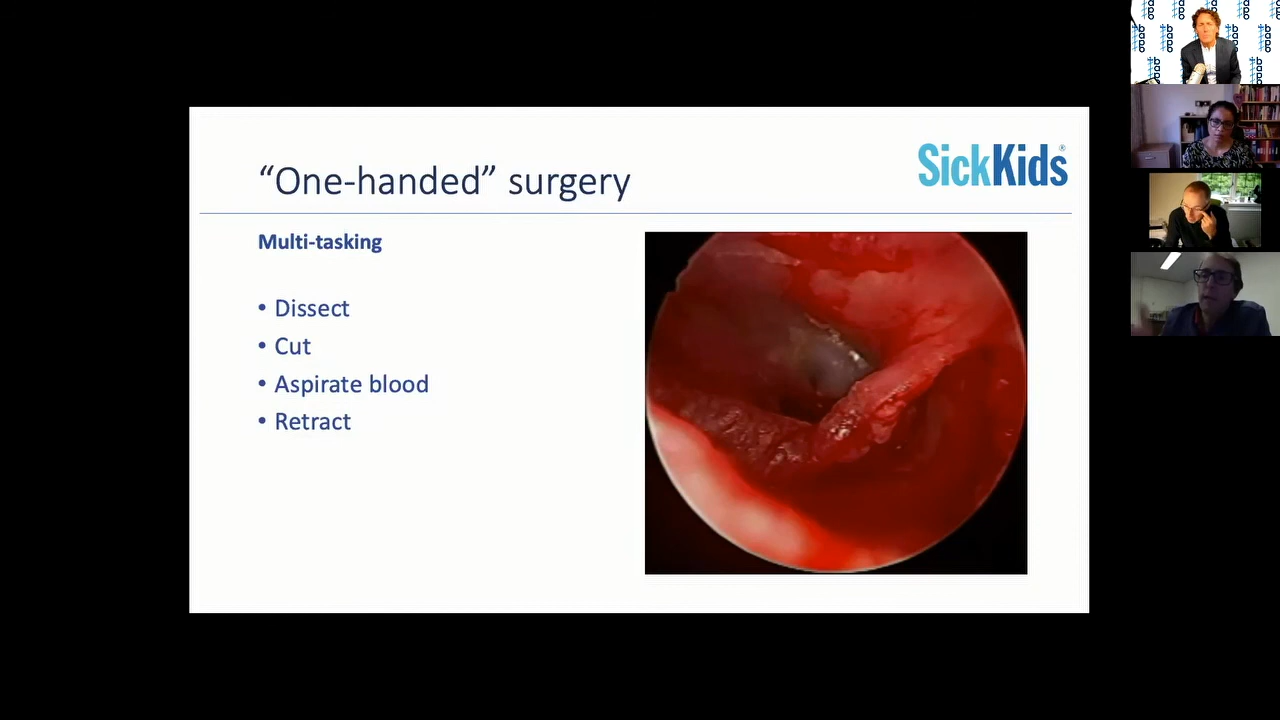 “One-handed” surgery
SickKids®
Multi-tasking
• Dissect
• Cut
• Aspirate blood
• Retract